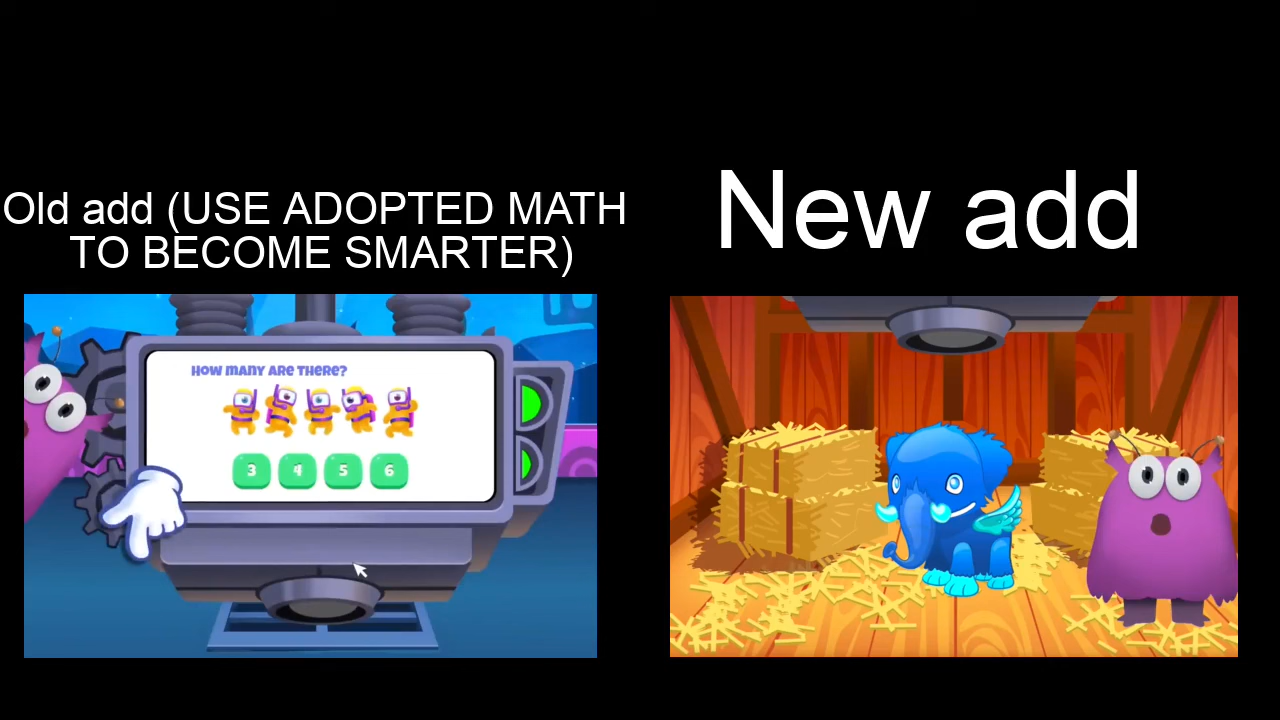 Old add (USE ADOPTED MATH
TO BECOME SMARTER)
New add
HOW MANY ARE THERE?
3 4 5 6